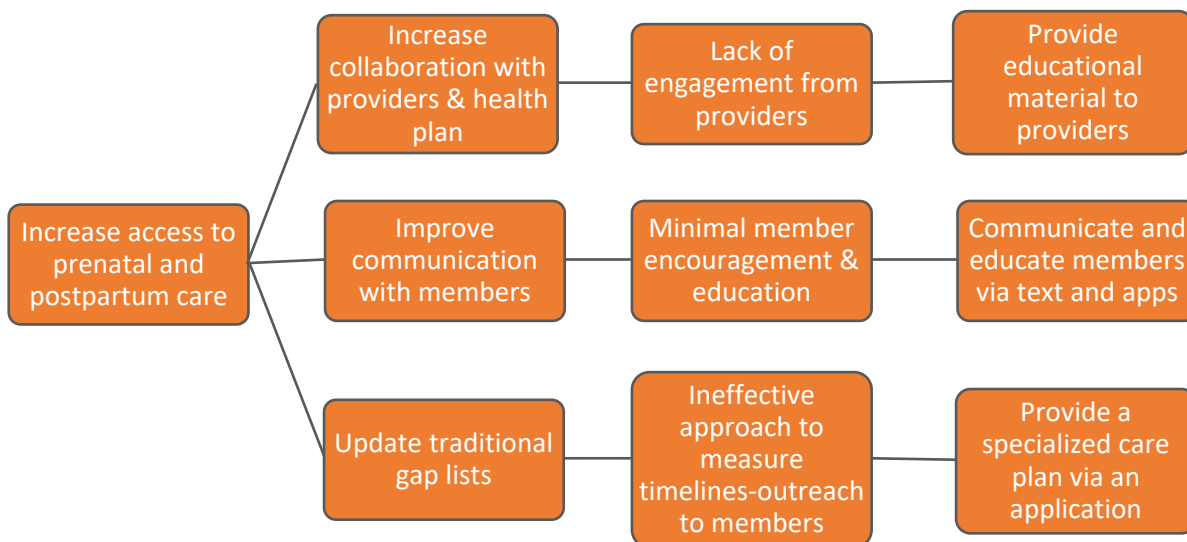 Increase
collaboration with
providers & health
plan
Lack of
engagement from
providers
Provide
educational
material to
providers
Increase access to
prenatal and
postpartum care
Improve
communication
with members
Minimal member
encouragement &
education
Communicate and
educate members
via text and apps
Update traditional
gap lists
Ineffective
approach to
measure
timelines-outreach
to members
Provide a
specialized care
plan via an
application